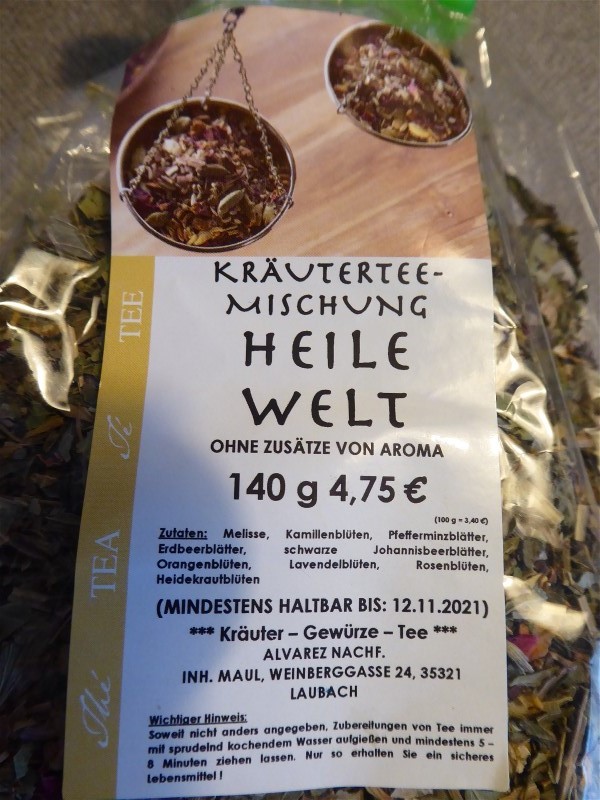 KRÄUTERTEE-
MISCHUNG
HEILE
WELT
OHNE ZUSÄTZE VON AROMA
140 g 4,75 €
(100 g = 3,40 €)
Zutaten: Melisse, Kamillenblüten, Pfefferminzblätter,
Erdbeerblätter, schwarze Johannisbeerblätter,
Orangenblüten, Lavendelblüten, Rosenblüten,
Heidekrautblüten
(MINDESTENS HALTBAR BIS: 12.11.2021)
*** Kräuter – Gewürze – Tee ***
ALVAREZ NACHF.
INH. MAUL, WEINBERGGASSE 24, 35321
LAUBACH
Wichtiger Hinweis:
Soweit nicht anders angegeben, Zubereitungen von Tee immer
mit sprudelnd kochendem Wasser aufgießen und mindestens 5 –
8 Minuten ziehen lassen. Nur so erhalten Sie ein sicheres
Lebensmittel !
Thé TEA Te TEE